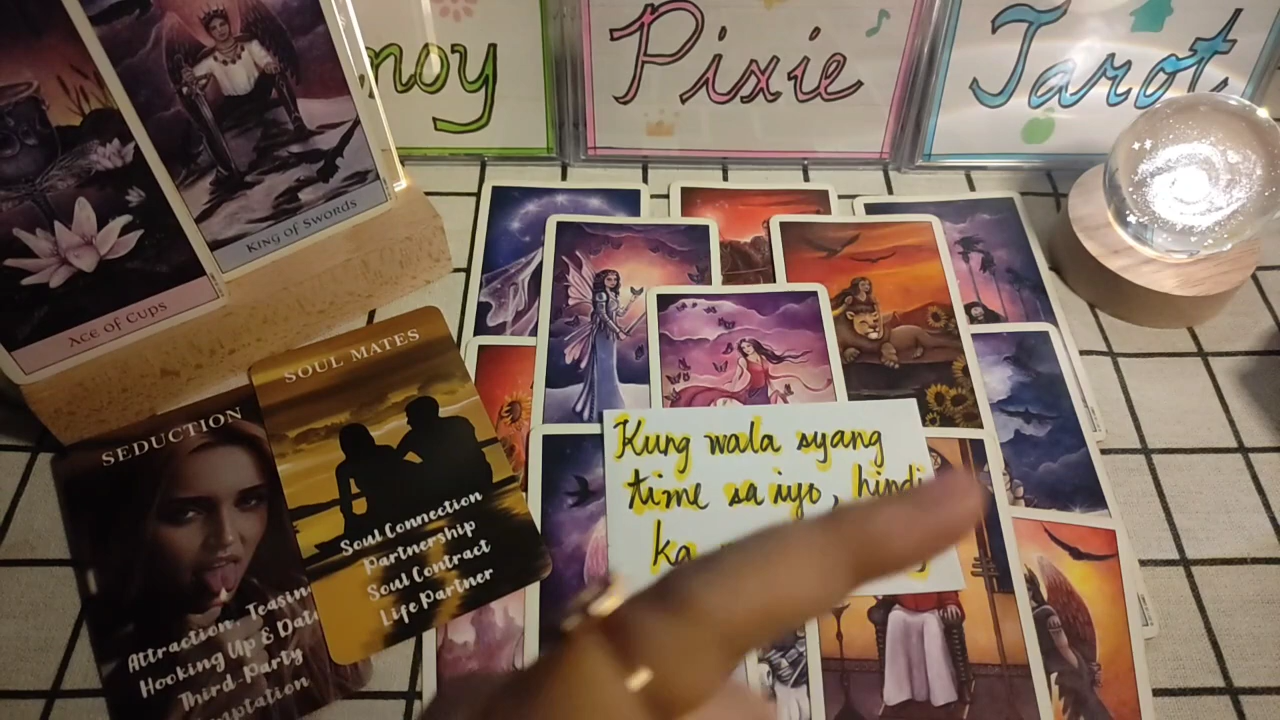 noy
Pixie
Tarot
ACE OF CUPS
KING OF SWORDS
SEDUCTION
Attraction, Teasing
Hooking Up &
Third-Party
SOUL MATES
Soul Connection
Partnership
Soul Contract
Life Partner
Kung wala syang
time sa iyo, hindi
ka